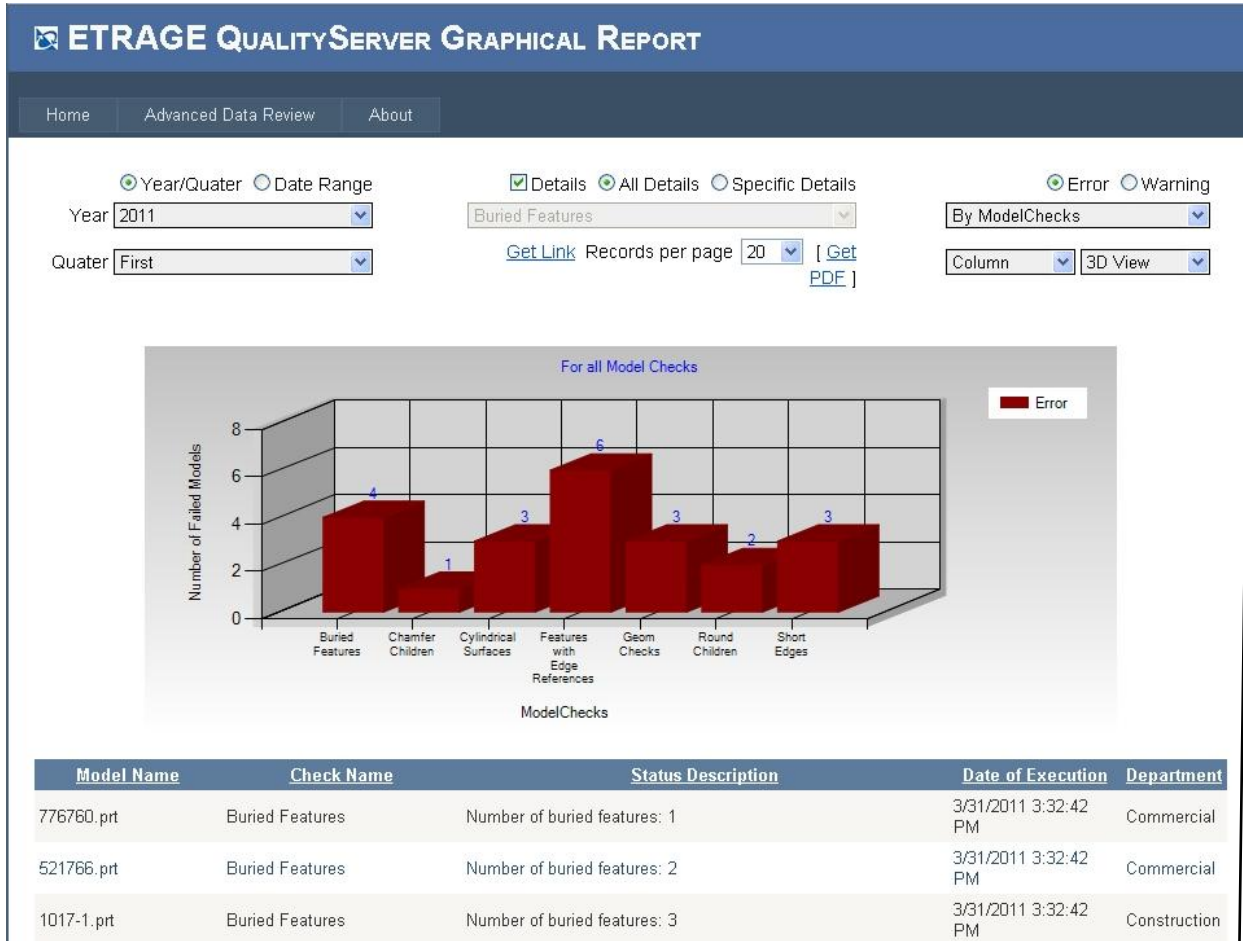 ETRAGE QUALITYSERVER GRAPHICAL REPORT
Home Advanced Data Review About
Year/Quater Date Range
Year 2011
Quater First
Details All Details Specific Details
Buried Features
Get Link Records per page 20 [ Get
PDF ]
Error Warning
By ModelChecks
Column 3D View
For all Model Checks
Error
Number of Failed Models
8
6
4
2
0
4
1
3
6
3
2
3
Buried
Features
Chamfer
Children
Cylindrical
Surfaces
Features
with
Edge
References
Geom
Checks
Round
Children
Short
Edges
ModelChecks
Model Name Check Name Status Description Date of Execution Department
776760.prt Buried Features Number of buried features: 1 3/31/2011 3:32:42
PM Commercial
521766.prt Buried Features Number of buried features: 2 3/31/2011 3:32:42
PM Commercial
1017-1.prt Buried Features Number of buried features: 3 3/31/2011 3:32:42
PM Construction